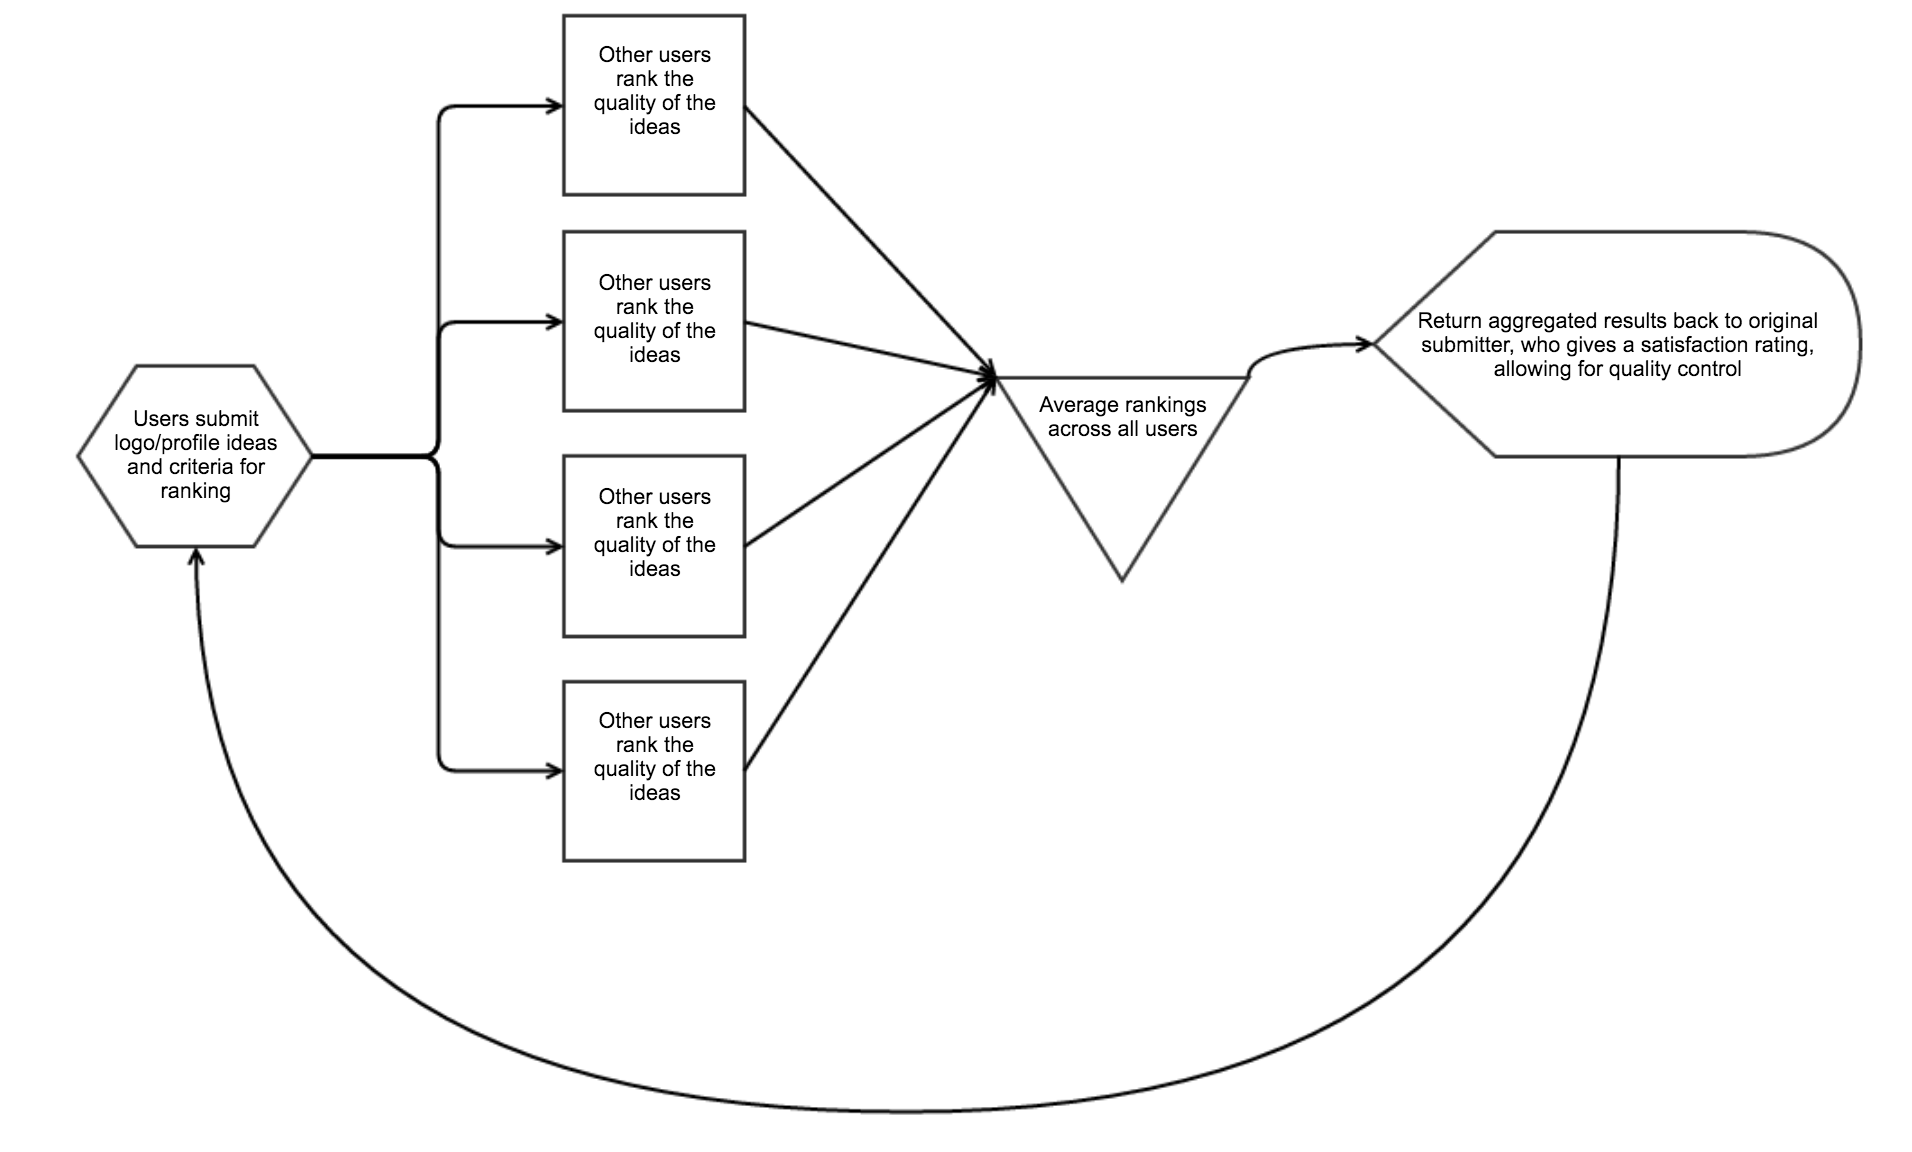 Users submit
logo/profile ideas
and criteria for
ranking
Other users
rank the
quality of the
ideas
Other users
rank the
quality of the
ideas
Other users
rank the
quality of the
ideas
Other users
rank the
quality of the
ideas
Average rankings
across all users
Return aggregated results back to original
submitter, who gives a satisfaction rating,
allowing for quality control